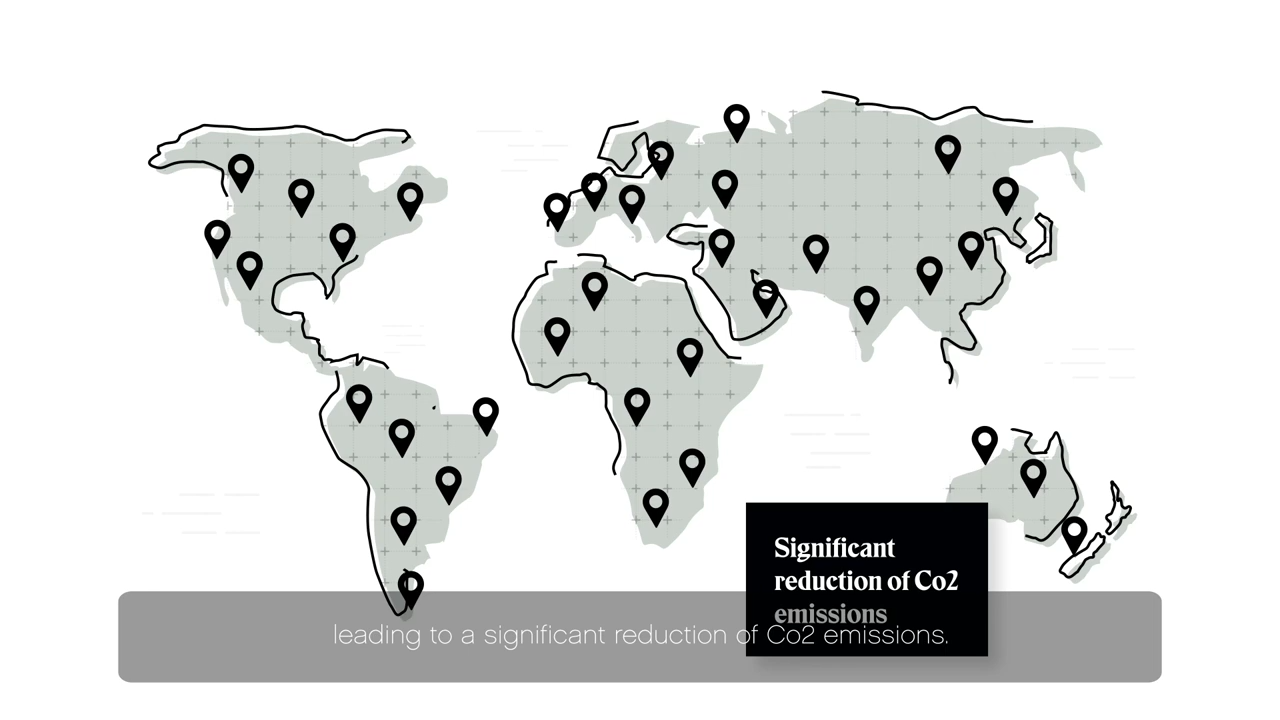 Significant
reduction of Co2
emissions
leading to a significant reduction of Co2 emissions.